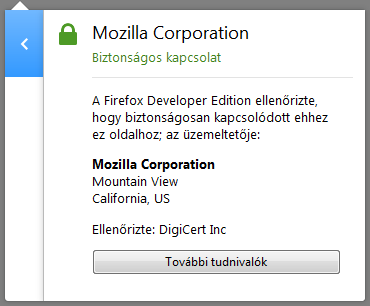 Mozilla Corporation
Biztonságos kapcsolat
A Firefox Developer Edition ellenőrizte,
hogy biztonságosan kapcsolódott ehhez
ez oldalhoz; az üzemeltetője:
Mozilla Corporation
Mountain View
California, US
Ellenőrizte: DigiCert Inc
További tudnivalók